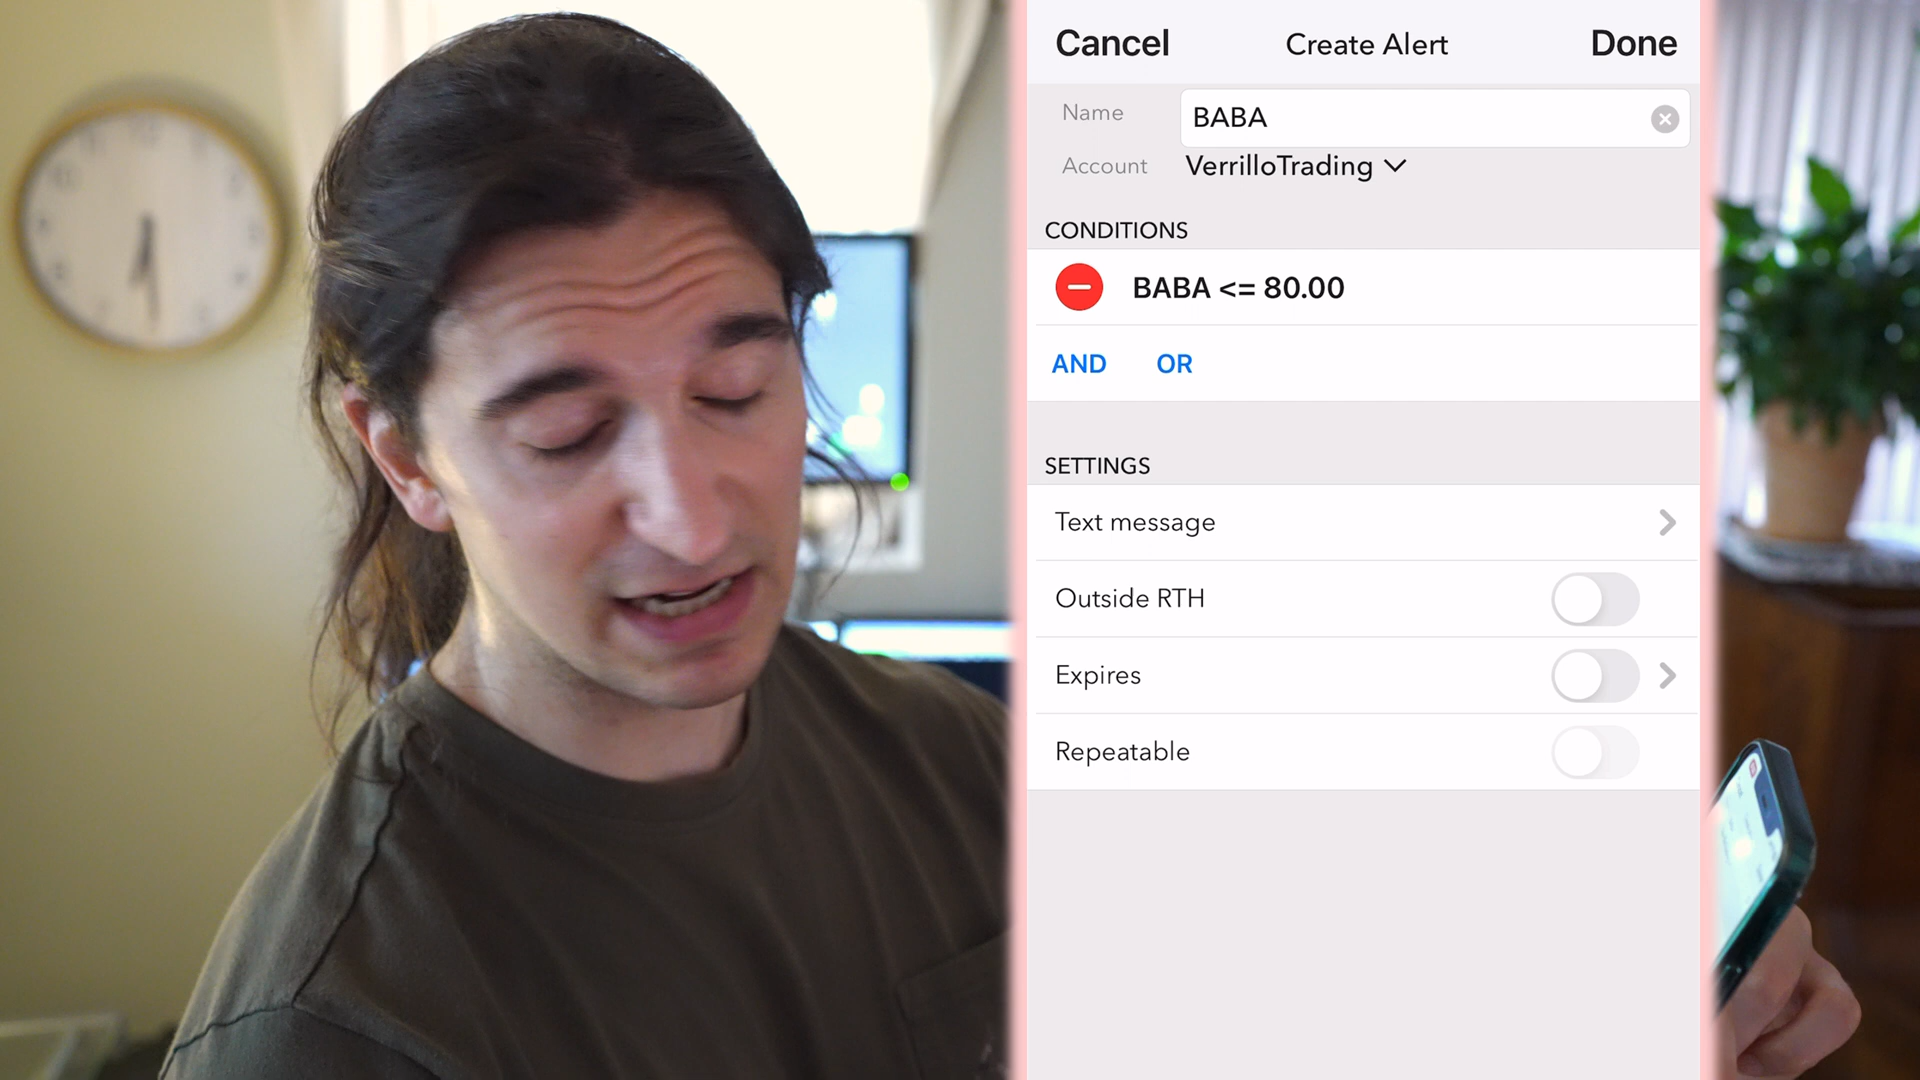 Cancel Create Alert Done
Name BABA
Account VerrilloTrading
CONDITIONS
BABA <= 80.00
AND OR
SETTINGS
Text message
Outside RTH
Expires
Repeatable